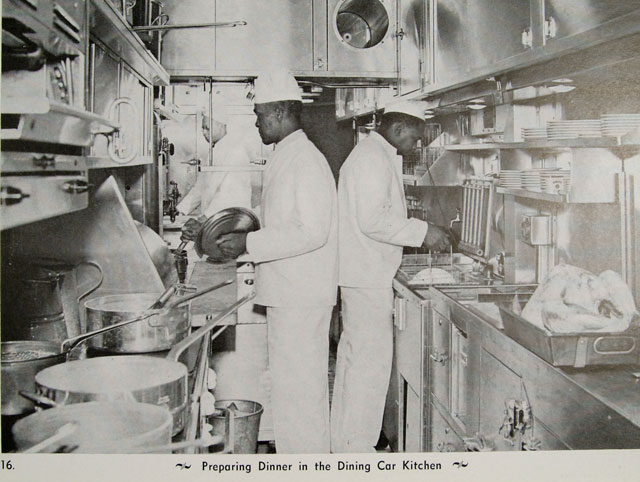 16. Preparing Dinner in the Dining Car Kitchen